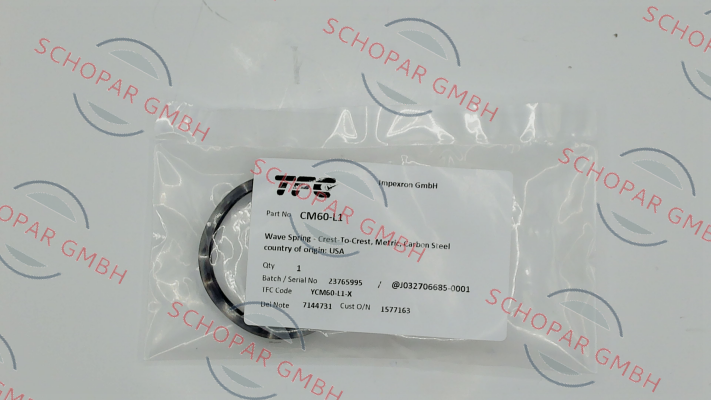 SCHOPAR GMBH
SCHOPAR GMBH
SCHOPAR GMBH
SCHOPAR GMBH
SCHOPAR GMBH
SCHOPAR GMBH
SCHOPAR GMBH
SCHOPAR GMBH
SCHOPAR GMBH
TFC
Impexron GmbH
Part No CM60-L1
Wave Spring - Crest-To-Crest, Metric, Carbon Steel
country of origin: USA
Qty 1
Batch / Serial No 23765995 / @J032706685-0001
TFC Code YCM60-L1-X
Del Note 7144731 Cust O/N 1577163